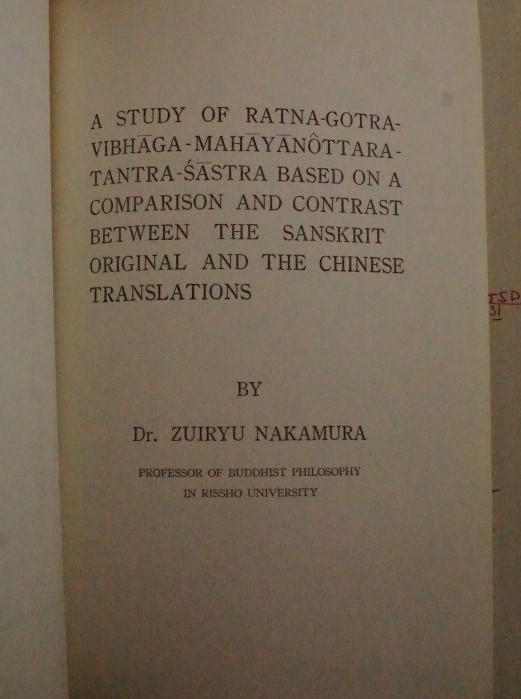 A STUDY OF RATNA-GOTRA-
VIBHĀGA-MAHĀYĀNÔTTARA-
TANTRA-ŚĀSTRA BASED ON A
COMPARISON AND CONTRAST
BETWEEN THE SANSKRIT
ORIGINAL AND THE CHINESE
TRANSLATIONS
BY
Dr. ZUIRYU NAKAMURA
PROFESSOR OF BUDDHIST PHILOSOPHY
IN RISSHO UNIVERSITY
TSD
31